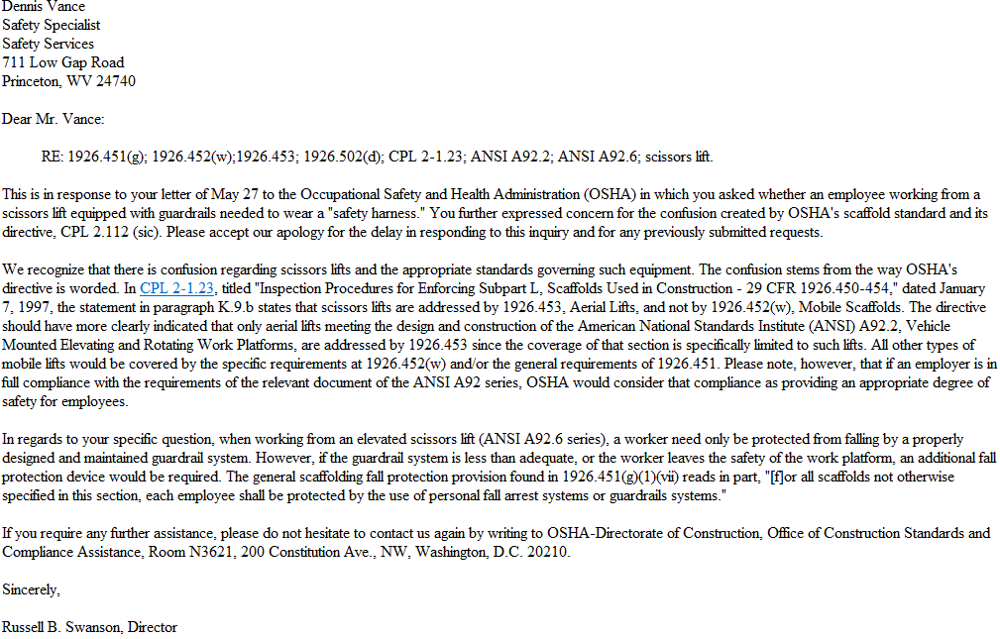 Dennis Vance
Safety Specialist
Safety Services
711 Low Gap Road
Princeton, WV 24740
Dear Mr. Vance:
RE: 1926.451(g); 1926.452(w);1926.453; 1926.502(d); CPL 2-1.23; ANSI A92.2; ANSI A92.6; scissors lift.
This is in response to your letter of May 27 to the Occupational Safety and Health Administration (OSHA) in which you asked whether an employee working from a
scissors lift equipped with guardrails needed to wear a "safety harness." You further expressed concern for the confusion created by OSHA's scaffold standard and its
directive, CPL 2.112 (sic). Please accept our apology for the delay in responding to this inquiry and for any previously submitted requests.
We recognize that there is confusion regarding scissors lifts and the appropriate standards governing such equipment. The confusion stems from the way OSHA's
directive is worded. In CPL 2-1.23, titled "Inspection Procedures for Enforcing Subpart L, Scaffolds Used in Construction - 29 CFR 1926.450-454," dated January
7, 1997, the statement in paragraph K.9.b states that scissors lifts are addressed by 1926.453, Aerial Lifts, and not by 1926.452(w), Mobile Scaffolds. The directive
should have more clearly indicated that only aerial lifts meeting the design and construction of the American National Standards Institute (ANSI) A92.2, Vehicle
Mounted Elevating and Rotating Work Platforms, are addressed by 1926.453 since the coverage of that section is specifically limited to such lifts. All other types of
mobile lifts would be covered by the specific requirements at 1926.452(w) and/or the general requirements of 1926.451. Please note, however, that if an employer is in
full compliance with the requirements of the relevant document of the ANSI A92 series, OSHA would consider that compliance as providing an appropriate degree of
safety for employees.
In regards to your specific question, when working from an elevated scissors lift (ANSI A92.6 series), a worker need only be protected from falling by a properly
designed and maintained guardrail system. However, if the guardrail system is less than adequate, or the worker leaves the safety of the work platform, an additional fall
protection device would be required. The general scaffolding fall protection provision found in 1926.451(g)(1)(vii) reads in part, "[f]or all scaffolds not otherwise
specified in this section, each employee shall be protected by the use of personal fall arrest systems or guardrails systems."
If you require any further assistance, please do not hesitate to contact us again by writing to OSHA-Directorate of Construction, Office of Construction Standards and
Compliance Assistance, Room N3621, 200 Constitution Ave., NW, Washington, D.C. 20210.
Sincerely,
Russell B. Swanson, Director